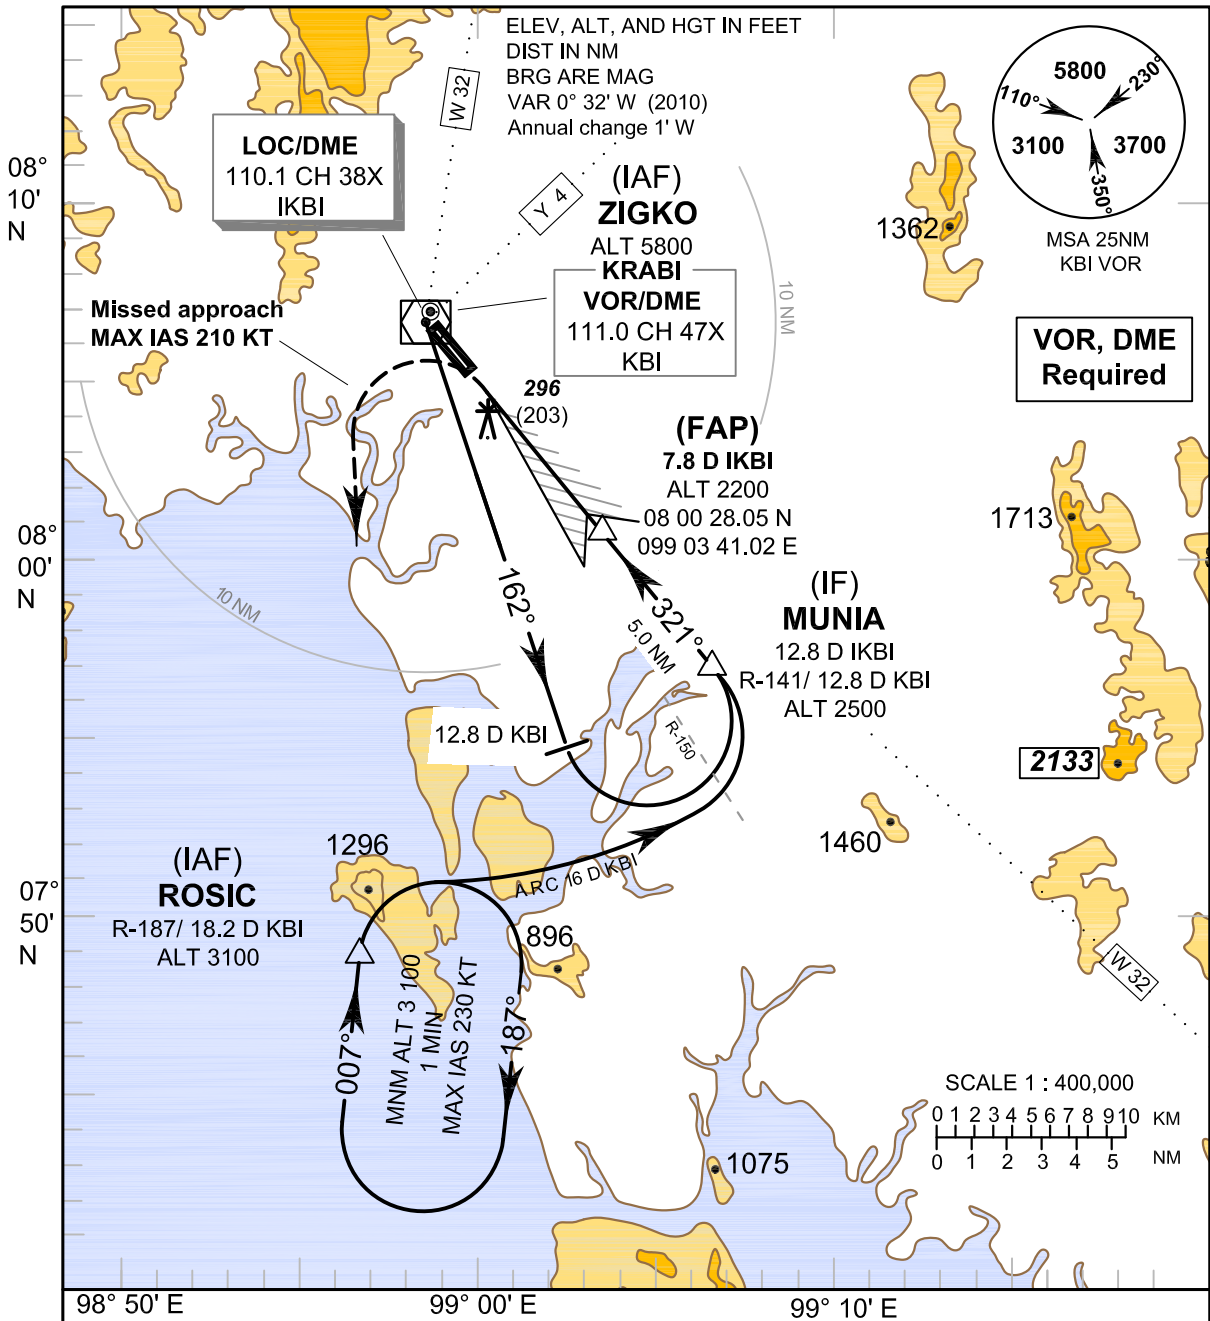 ELEV, ALT, AND HGT IN FEET
DIST IN NM
BRG ARE MAG
VAR 0° 32' W (2010)
Annual change 1' W
W 32
Y 4
LOC/DME
110.1 CH 38X
IKBI
(IAF)
ZIGKO
ALT 5800
KRABI
VOR/DME
111.0 CH 47X
KBI
5800
110°
230°
3100
3700
350°
MSA 25NM
KBI VOR
VOR, DME
Required
08°
10'
N
1362
10 NM
Missed approach
MAX IAS 210 KT
296
(203)
(FAP)
7.8 D IKBI
ALT 2200
08 00 28.05 N
099 03 41.02 E
1713
08°
00'
N
10 NM
162°
321°
5.0 NM
(IF)
MUNIA
12.8 D IKBI
R-141/ 12.8 D KBI
ALT 2500
12.8 D KBI
R-150
2133
1460
1296
ARC 16 D KBI
(IAF)
ROSIC
R-187/ 18.2 D KBI
ALT 3100
07°
50'
N
896
W 32
007°
MNM ALT 3 100
1 MIN
MAX IAS 230 KT
187°
1075
SCALE 1 : 400,000
0 1 2 3 4 5 6 7 8 9 10 KM
0 1 2 3 4 5 NM
98° 50' E
99° 00' E
99° 10' E